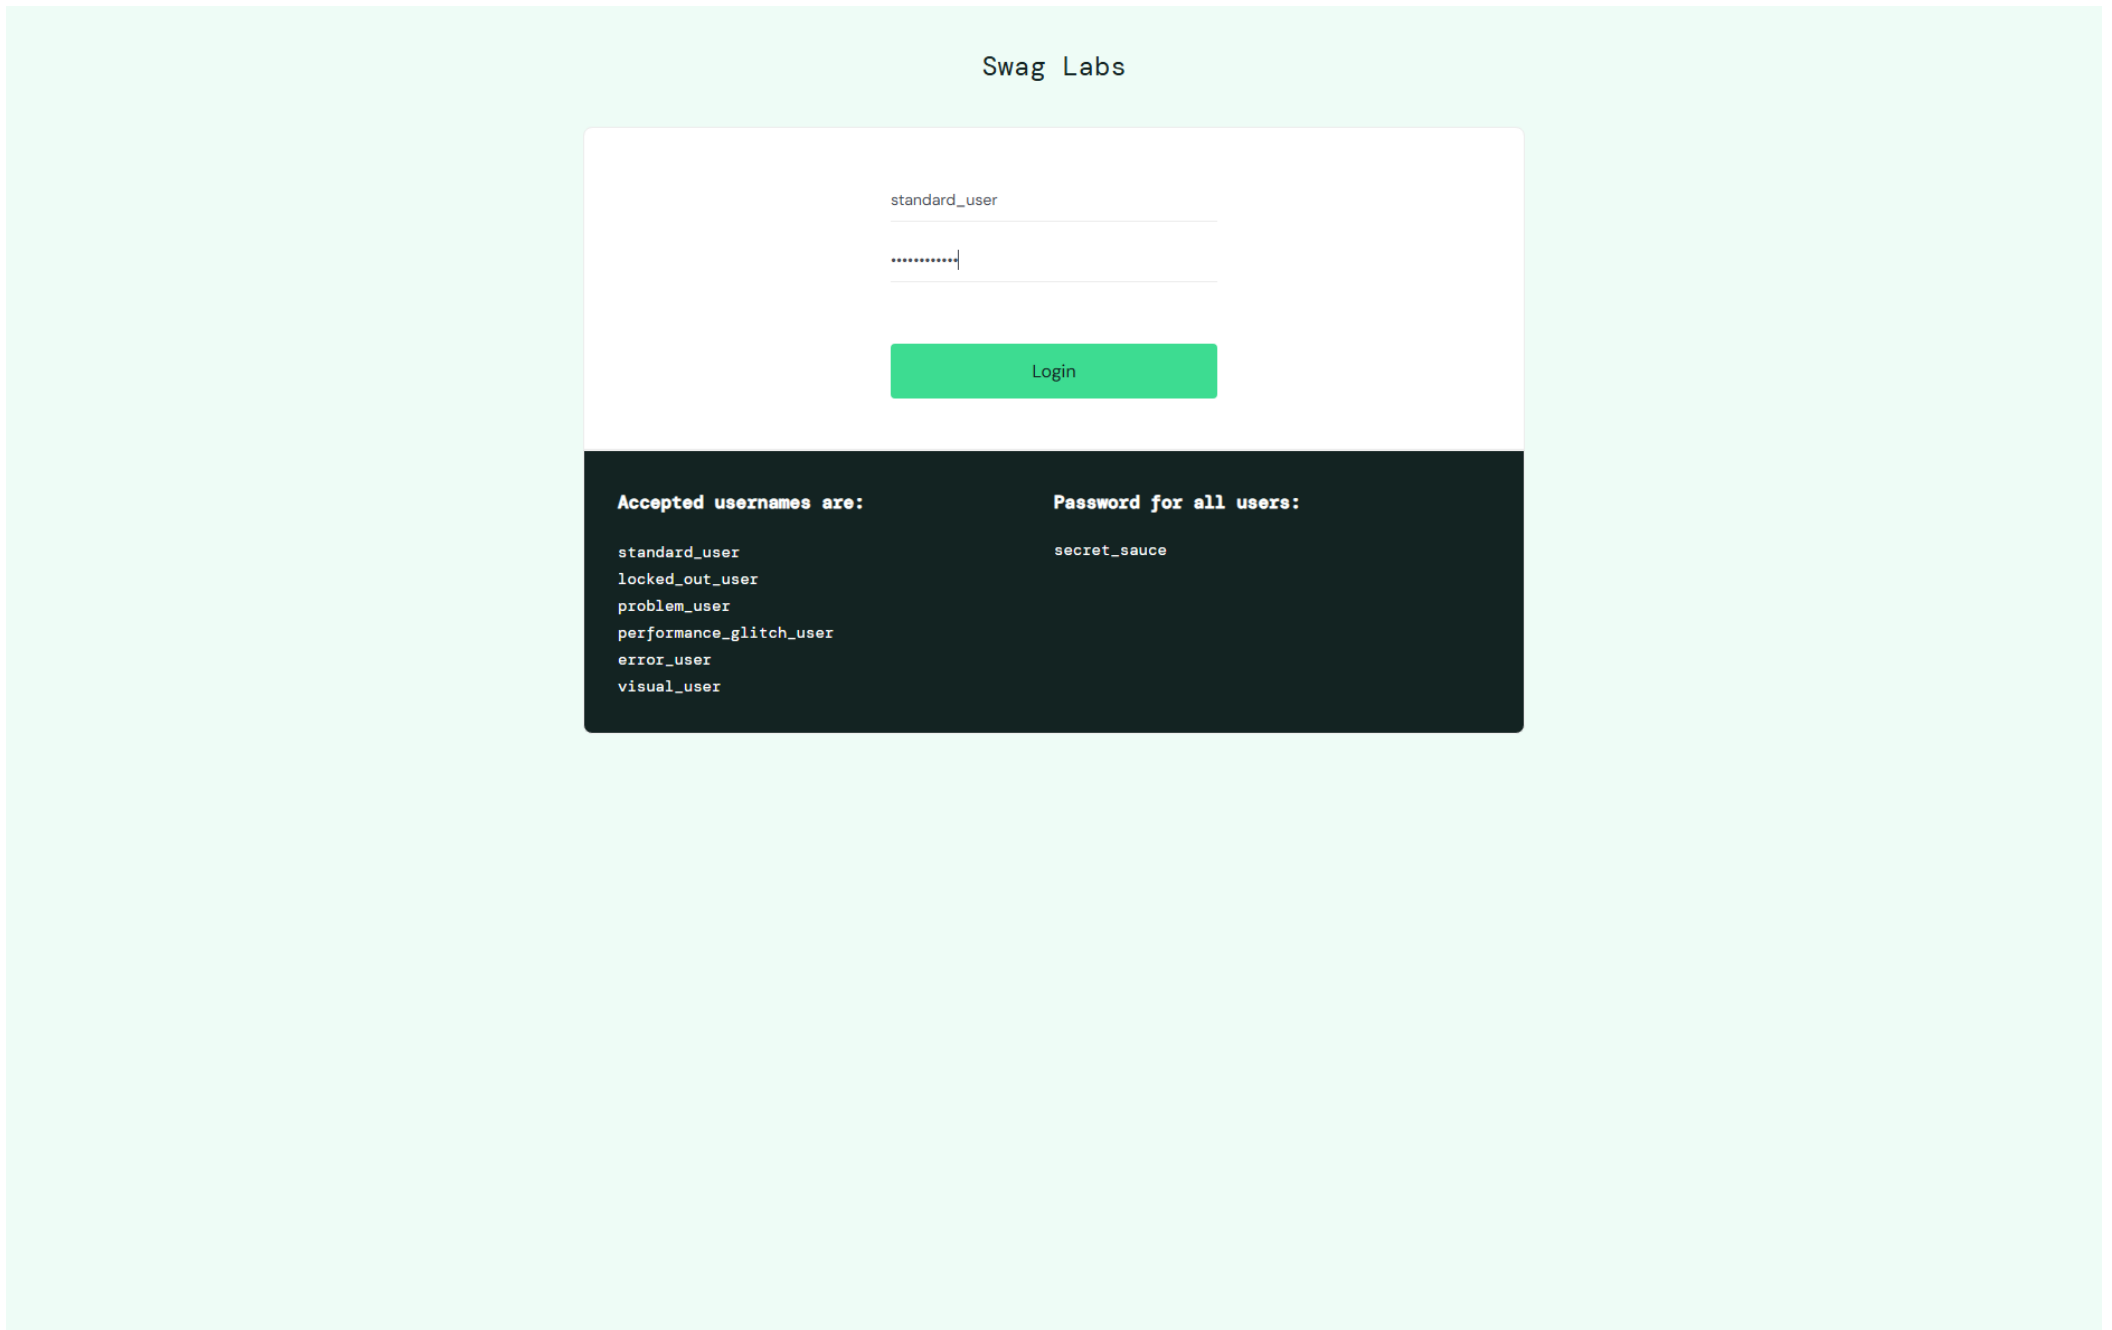 Swag Labs
standard_user
••••••••••••
Login
Accepted usernames are:
standard_user
locked_out_user
problem_user
performance_glitch_user
error_user
visual_user
Password for all users:
secret_sauce